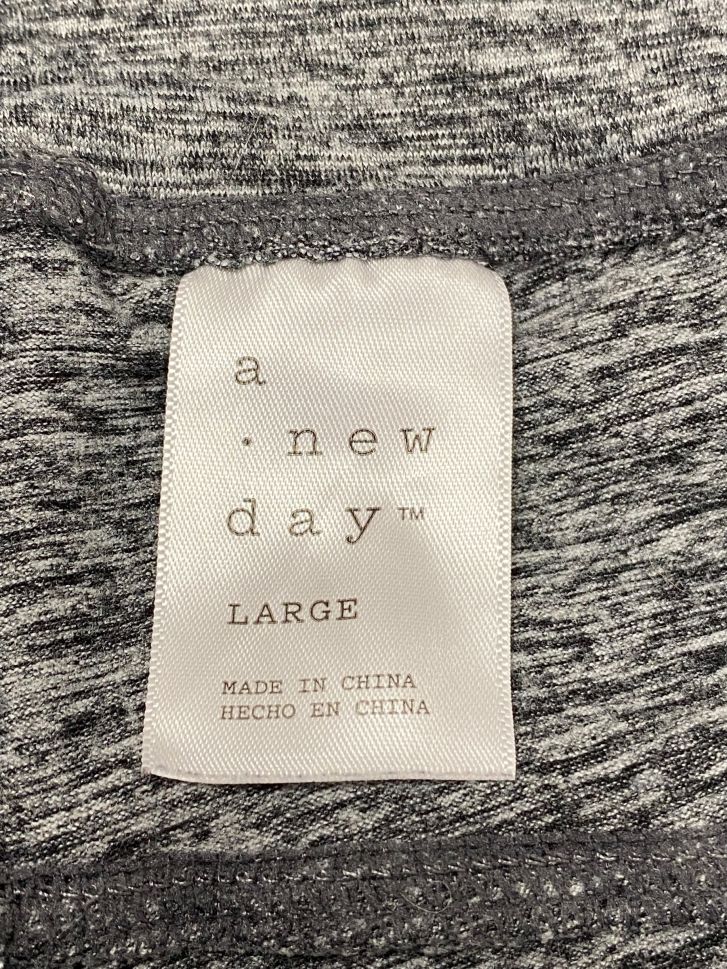 a
· new
day™
LARGE
MADE IN CHINA
HECHO EN CHINA